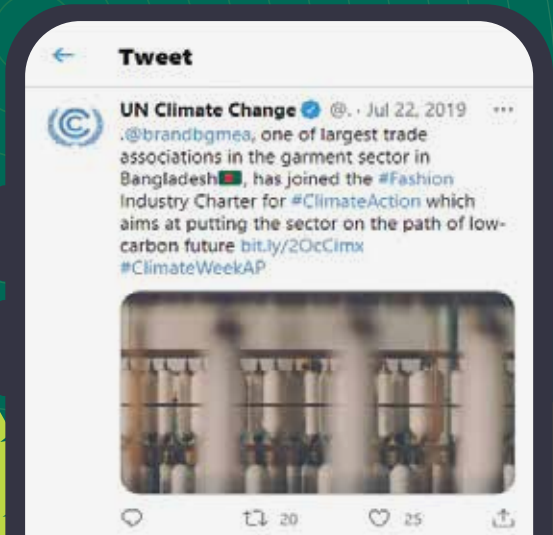 Tweet
UN Climate Change @. · Jul 22, 2019 ...
.@brandbgmea, one of largest trade
associations in the garment sector in
Bangladesh🇧🇩, has joined the #Fashion
Industry Charter for #ClimateAction which
aims at putting the sector on the path of low-
carbon future bit.ly/2OcCimx
#ClimateWeekAP
20 25